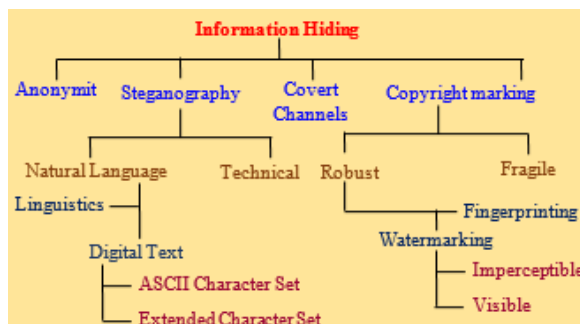 Information Hiding
Anonymit Steganography Covert Channels Copyright marking
Natural Language Technical Robust Fragile
Linguistics Fingerprinting
Digital Text Watermarking
ASCII Character Set Imperceptible
Extended Character Set Visible